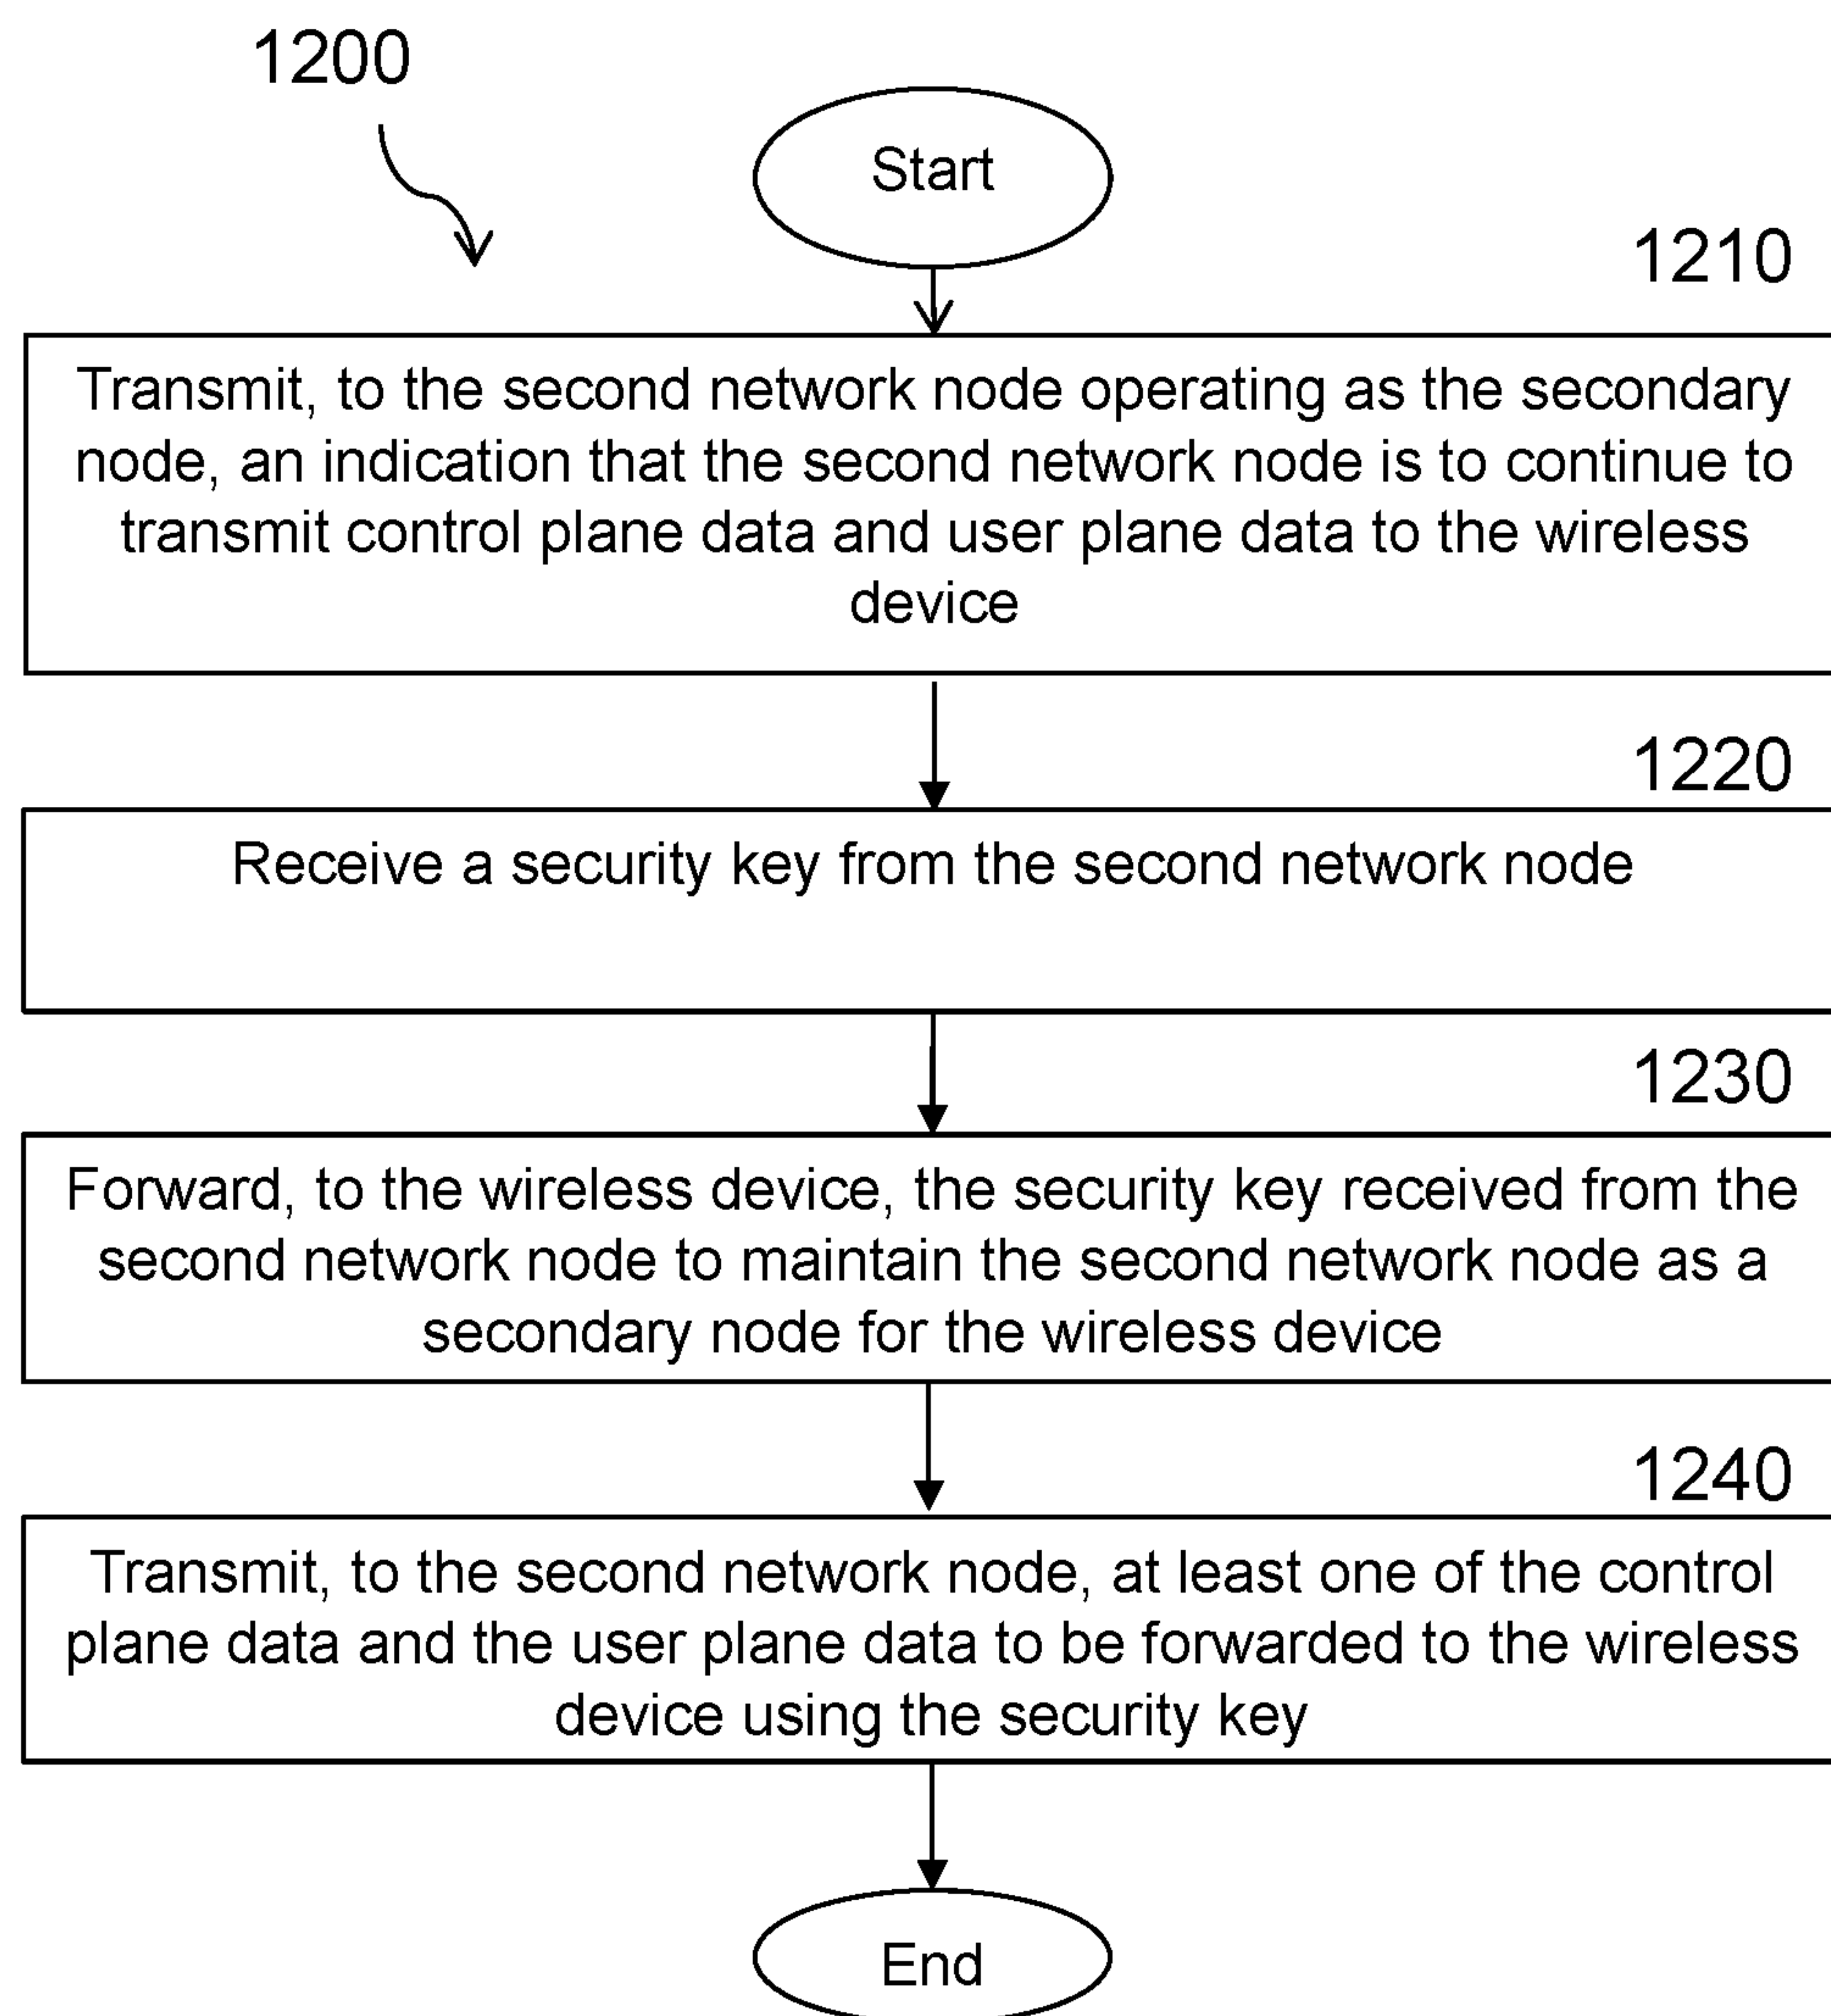 1200
Start
1210
Transmit, to the second network node operating as the secondary
node, an indication that the second network node is to continue to
transmit control plane data and user plane data to the wireless
device
1220
Receive a security key from the second network node
1230
Forward, to the wireless device, the security key received from the
second network node to maintain the second network node as a
secondary node for the wireless device
1240
Transmit, to the second network node, at least one of the control
plane data and the user plane data to be forwarded to the wireless
device using the security key
End